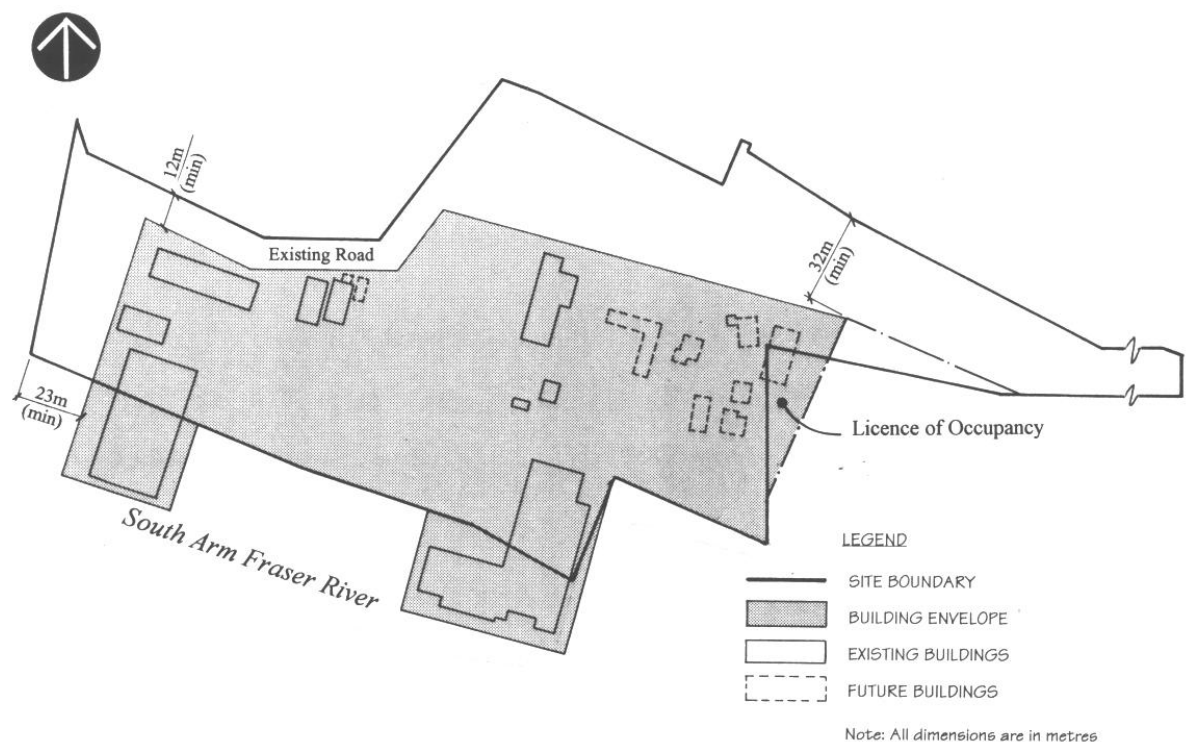 12m
(min)
Existing Road
32m
(min)
23m
(min)
Licence of Occupancy
South Arm Fraser River
LEGEND
SITE BOUNDARY
BUILDING ENVELOPE
EXISTING BUILDINGS
FUTURE BUILDINGS
Note: All dimensions are in metres